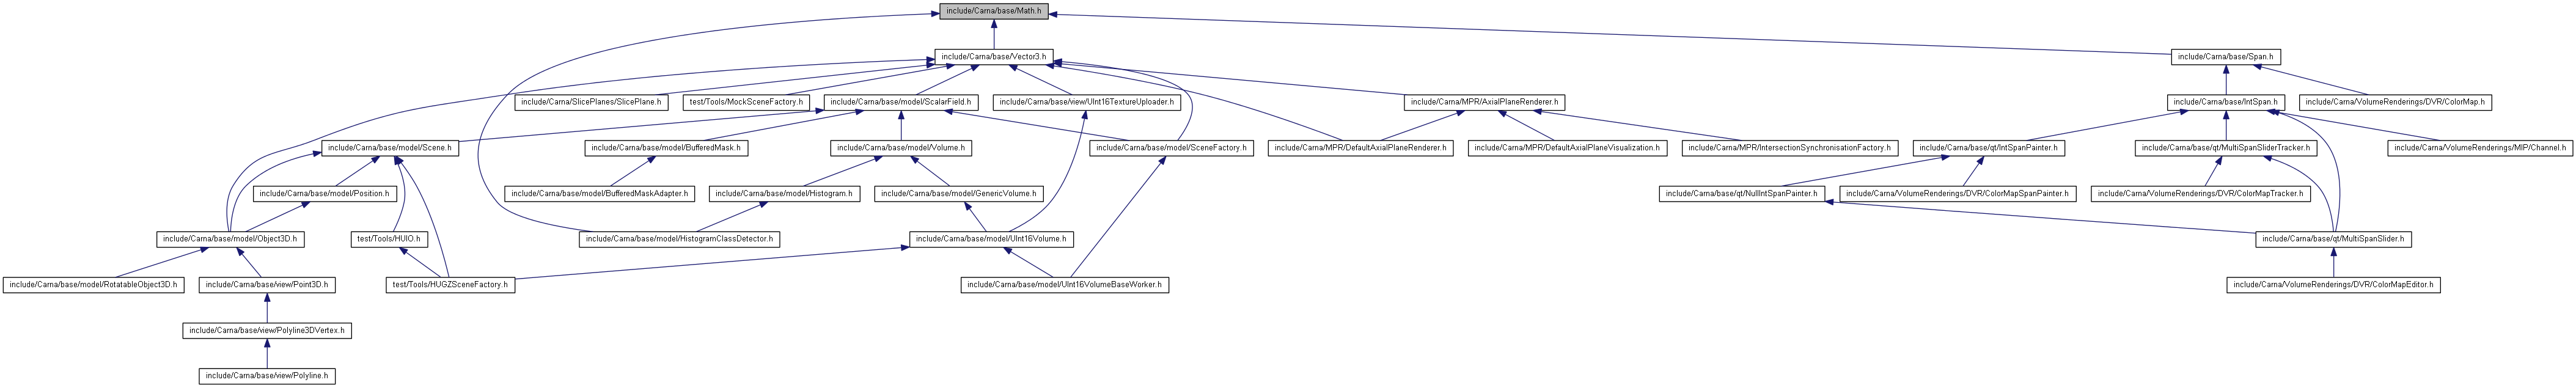 include/Carna/base/Math.h
include/Carna/base/Vector3.h
include/Carna/base/Span.h
include/Carna/SlicePlanes/SlicePlane.h
test/Tools/MockSceneFactory.h
include/Carna/base/model/ScalarField.h
include/Carna/base/view/UInt16TextureUploader.h
include/Carna/MPR/AxialPlaneRenderer.h
include/Carna/base/IntSpan.h
include/Carna/VolumeRenderings/DVR/ColorMap.h
include/Carna/base/model/Scene.h
include/Carna/base/model/BufferedMask.h
include/Carna/base/model/Volume.h
include/Carna/base/model/SceneFactory.h
include/Carna/MPR/DefaultAxialPlaneRenderer.h
include/Carna/MPR/DefaultAxialPlaneVisualization.h
include/Carna/MPR/IntersectionSynchronisationFactory.h
include/Carna/base/qt/IntSpanPainter.h
include/Carna/base/qt/MultiSpanSliderTracker.h
include/Carna/VolumeRenderings/MIP/Channel.h
include/Carna/base/model/Position.h
include/Carna/base/model/BufferedMaskAdapter.h
include/Carna/base/model/Histogram.h
include/Carna/base/model/GenericVolume.h
include/Carna/base/qt/NullIntSpanPainter.h
include/Carna/VolumeRenderings/DVR/ColorMapSpanPainter.h
include/Carna/VolumeRenderings/DVR/ColorMapTracker.h
include/Carna/base/model/Object3D.h
test/Tools/HUIO.h
include/Carna/base/model/HistogramClassDetector.h
include/Carna/base/model/UInt16Volume.h
include/Carna/base/qt/MultiSpanSlider.h
include/Carna/base/model/RotatableObject3D.h
include/Carna/base/view/Point3D.h
test/Tools/HUGZSceneFactory.h
include/Carna/base/model/UInt16VolumeBaseWorker.h
include/Carna/VolumeRenderings/DVR/ColorMapEditor.h
include/Carna/base/view/Polyline3DVertex.h
include/Carna/base/view/Polyline.h